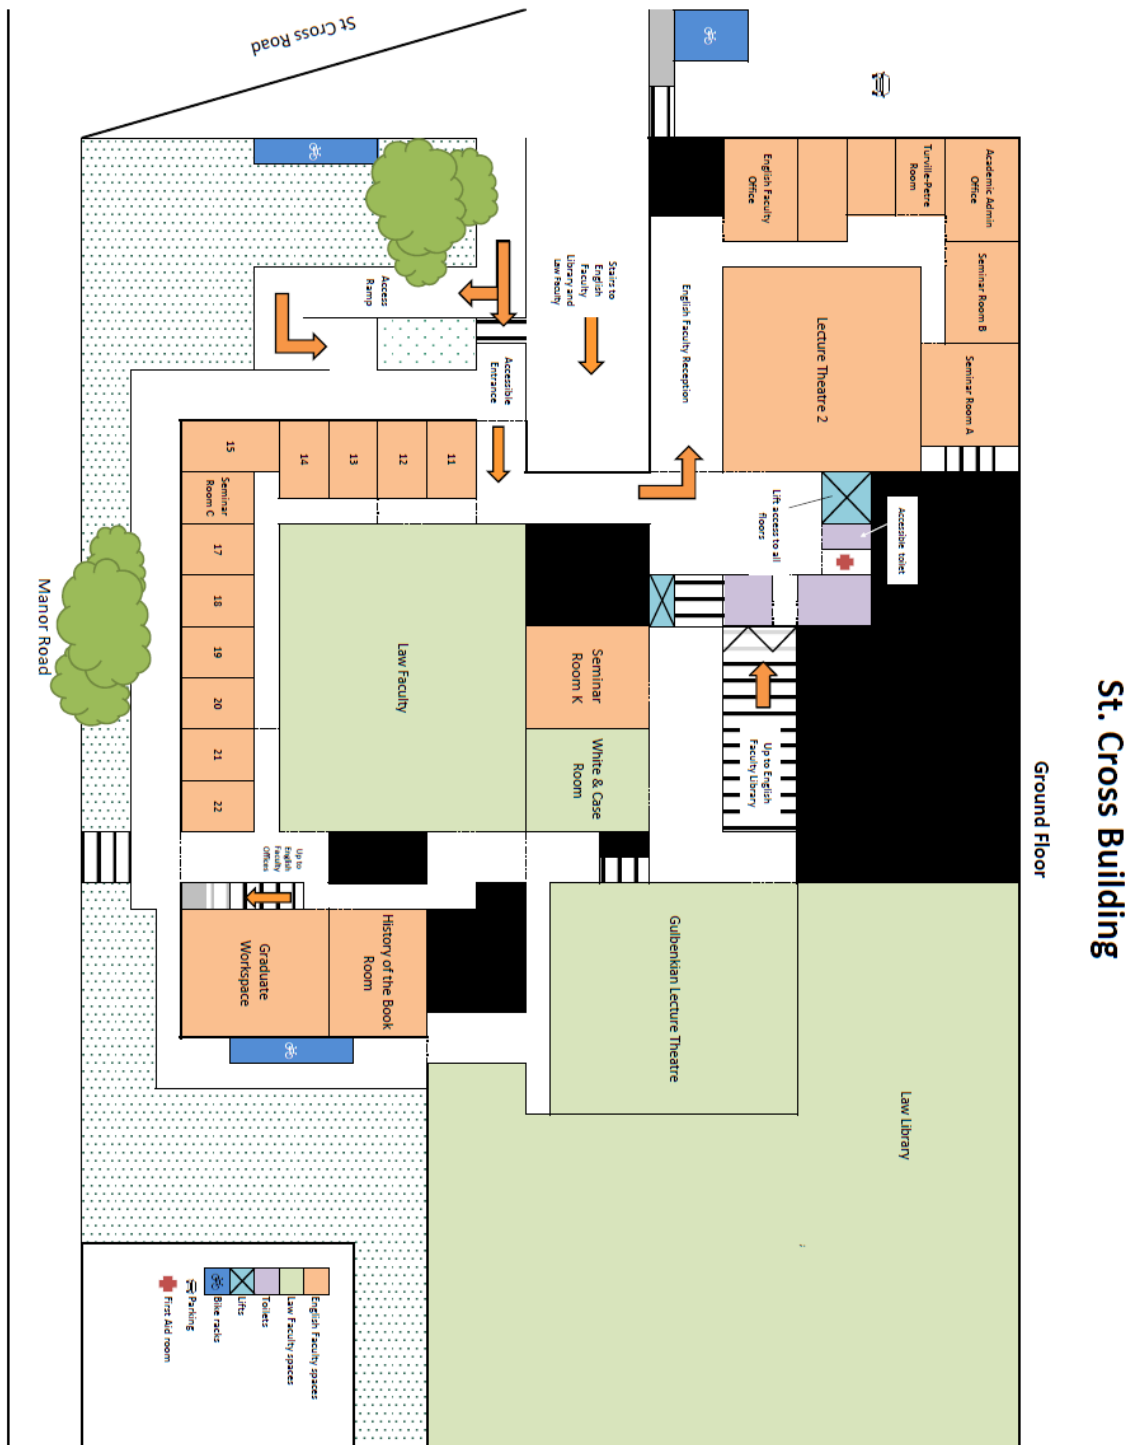 St. Cross Building
Ground Floor
Academic Admin
Office
Turville-Petre
Room
English Faculty
Office
Seminar Room B
Seminar Room A
Lecture Theatre 2
English Faculty Reception
Stairs to
English
Faculty
Library and
Law Faculty
St Cross Road
Access
Ramp
Accessible
Entrance
Lift access to all
floors
Accessible toilet
11
12
13
14
15
Seminar
Room C
17
18
19
20
21
22
Law Faculty
Seminar
Room K
White & Case
Room
Up to English
Faculty Library
Up to
English
Faculty
Offices
History of the Book
Room
Graduate
Workspace
Gulbenkian Lecture Theatre
Law Library
Manor Road
English Faculty spaces
Law Faculty spaces
Toilets
Lifts
Bike racks
Parking
First Aid room